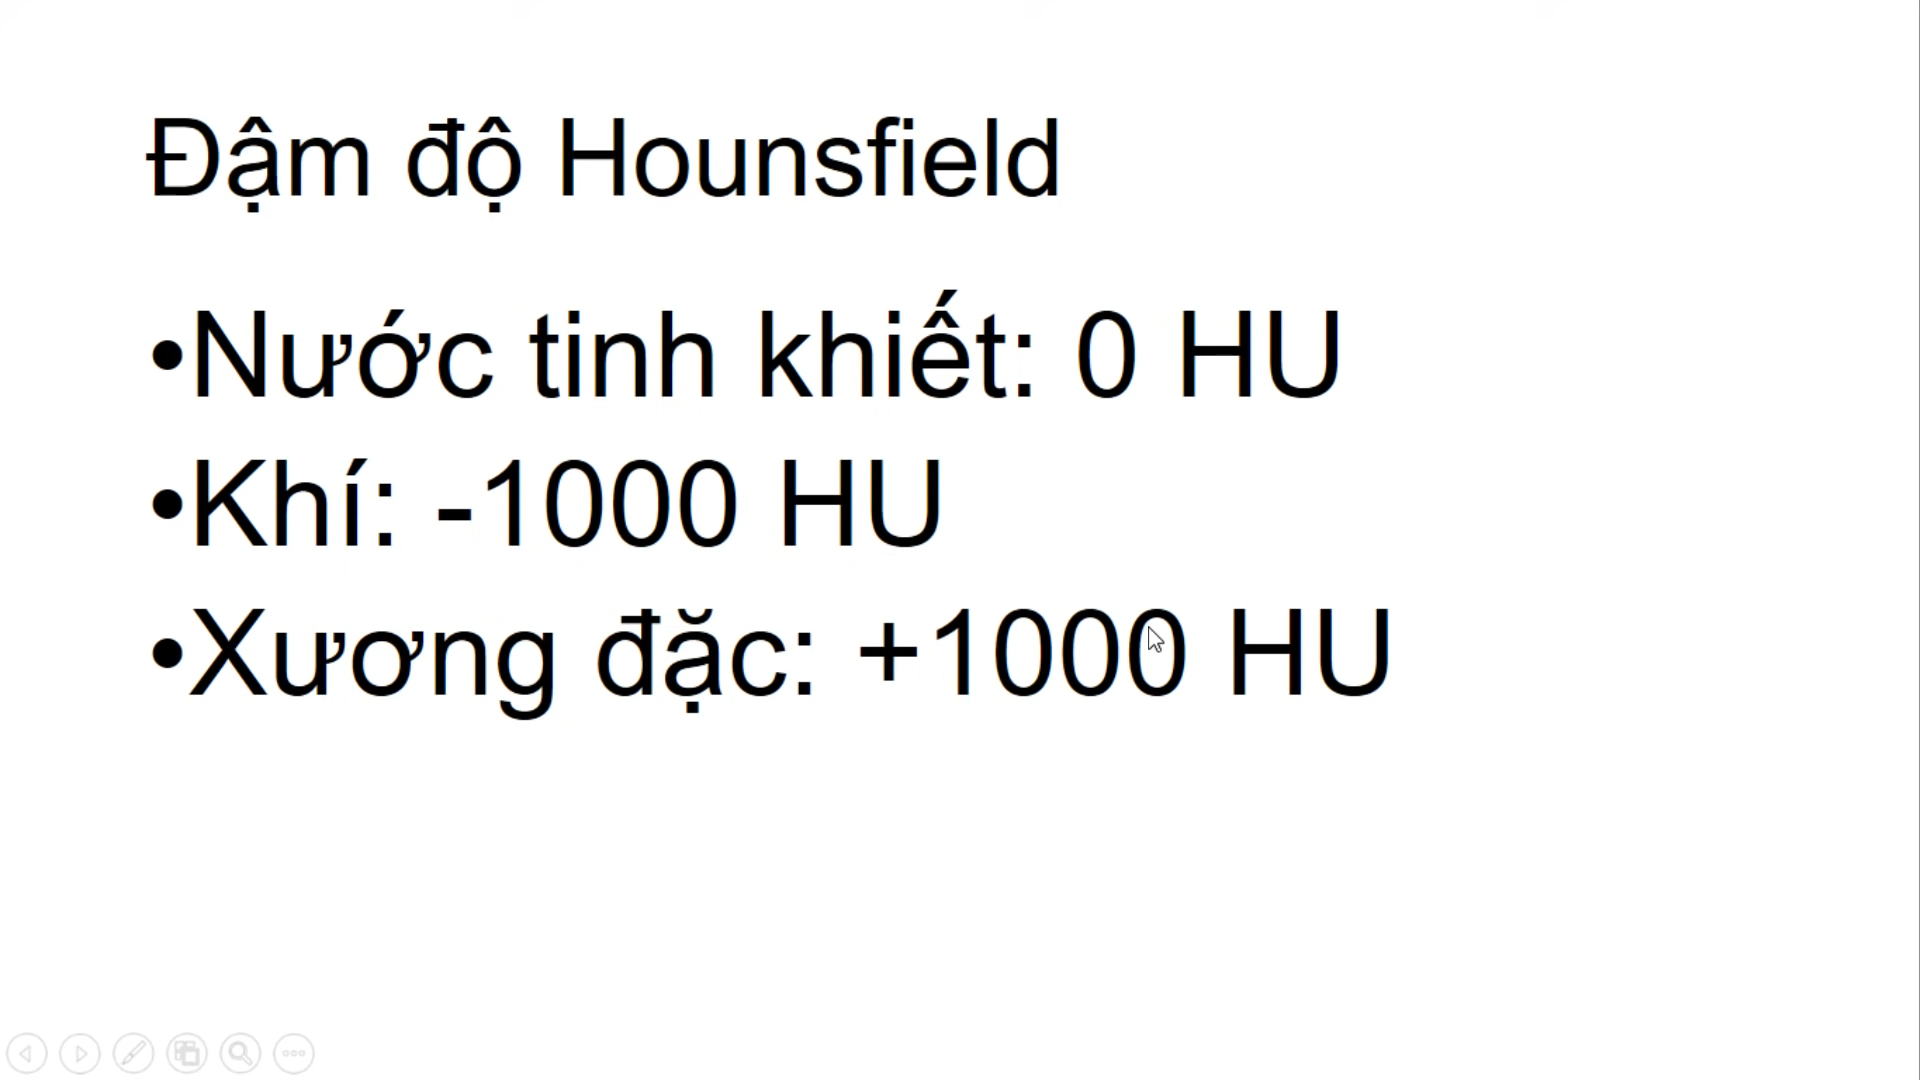 Đậm độ Hounsfield
•Nước tinh khiết: 0 HU
•Khí: -1000 HU
•Xương đặc: +1000 HU